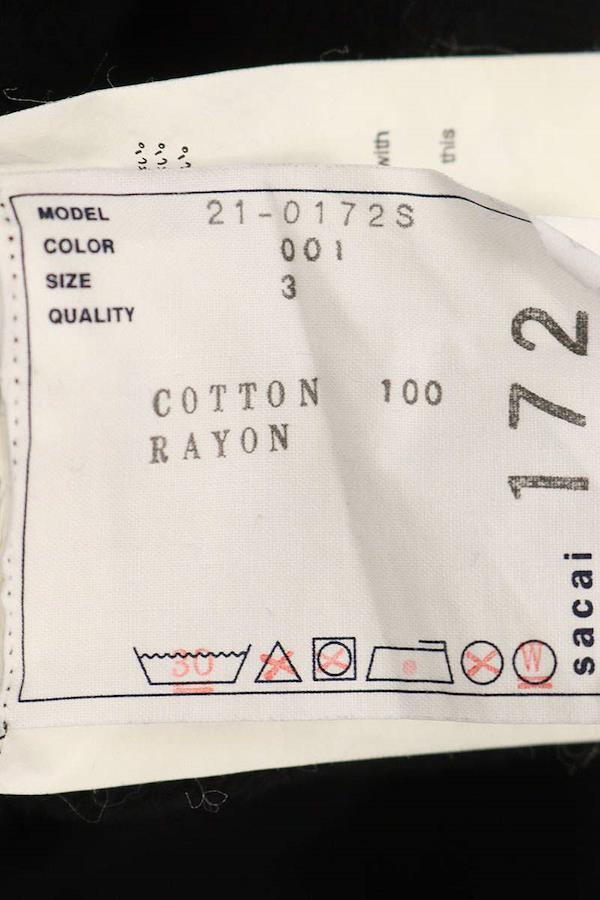 with
this
MODEL 21-0172S
COLOR 001
SIZE 3
QUALITY
COTTON 100
RAYON
172
sacai
30
W